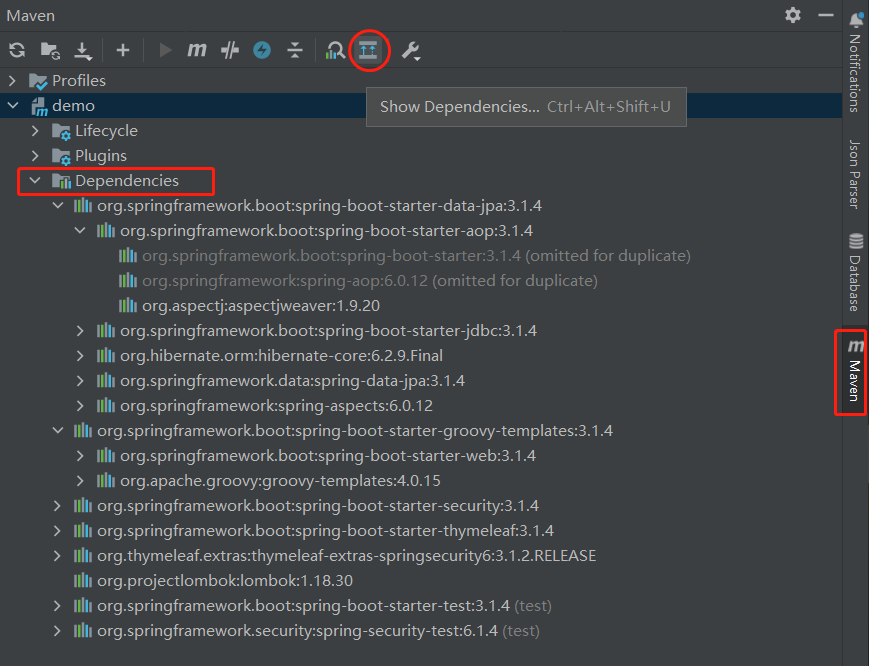 Maven
Profiles
demo
Show Dependencies... Ctrl+Alt+Shift+U
Lifecycle
Plugins
Dependencies
org.springframework.boot:spring-boot-starter-data-jpa:3.1.4
org.springframework.boot:spring-boot-starter-aop:3.1.4
org.springframework.boot:spring-boot-starter:3.1.4 (omitted for duplicate)
org.springframework:spring-aop:6.0.12 (omitted for duplicate)
org.aspectj:aspectjweaver:1.9.20
org.springframework.boot:spring-boot-starter-jdbc:3.1.4
org.hibernate.orm:hibernate-core:6.2.9.Final
org.springframework.data:spring-data-jpa:3.1.4
org.springframework:spring-aspects:6.0.12
org.springframework.boot:spring-boot-starter-groovy-templates:3.1.4
org.springframework.boot:spring-boot-starter-web:3.1.4
org.apache.groovy:groovy-templates:4.0.15
org.springframework.boot:spring-boot-starter-security:3.1.4
org.springframework.boot:spring-boot-starter-thymeleaf:3.1.4
org.thymeleaf.extras:thymeleaf-extras-springsecurity6:3.1.2.RELEASE
org.projectlombok:lombok:1.18.30
org.springframework.boot:spring-boot-starter-test:3.1.4 (test)
org.springframework.security:spring-security-test:6.1.4 (test)
Notifications
Json Parser
Database
Maven